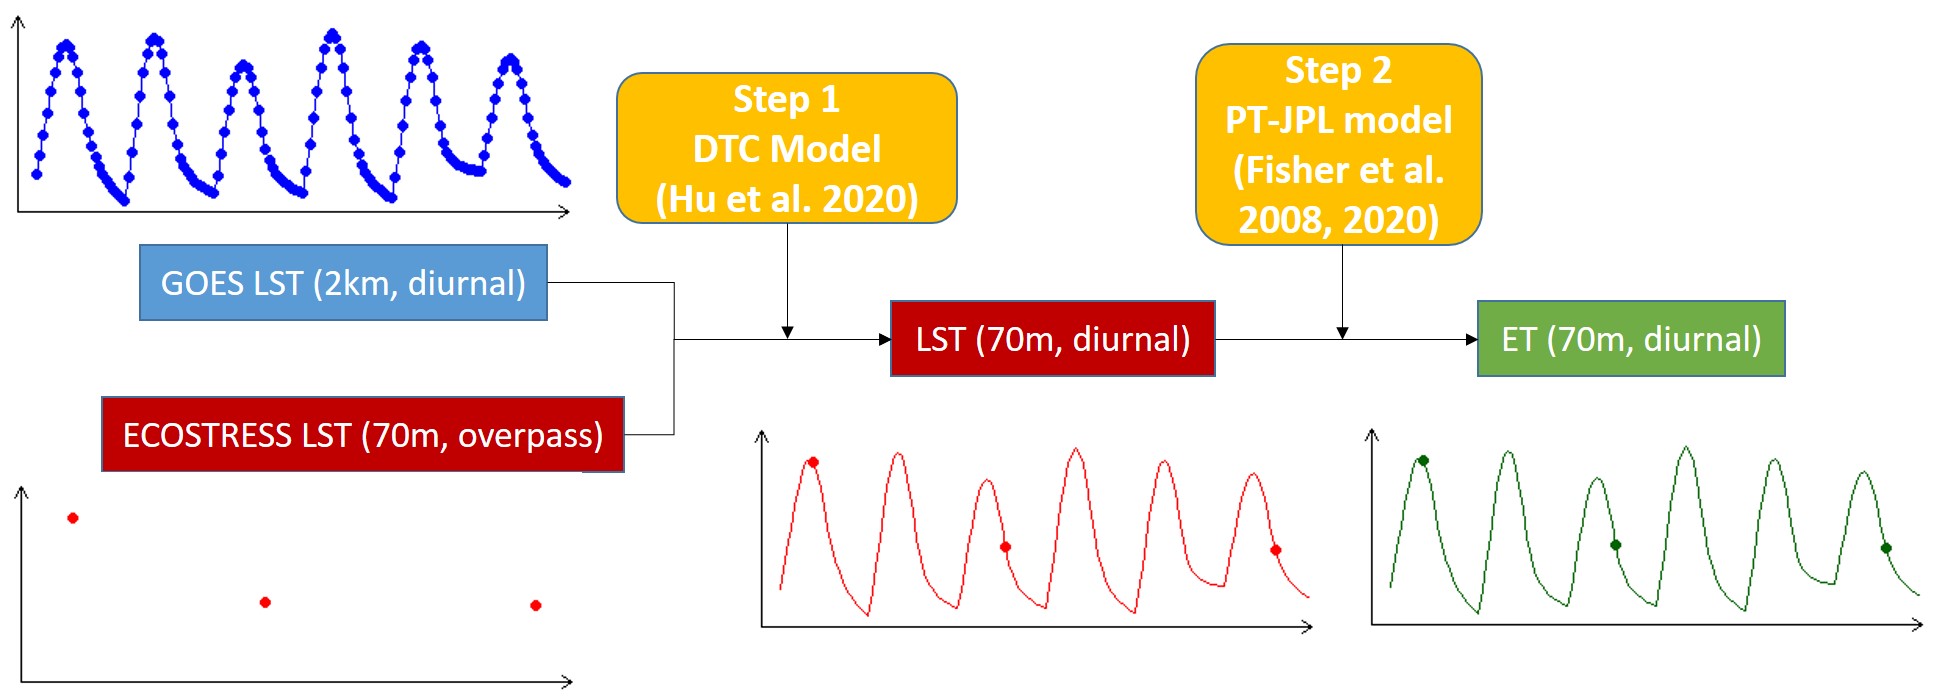 Step 1
DTC Model
(Hu et al. 2020)
Step 2
PT-JPL model
(Fisher et al.
2008, 2020)
GOES LST (2km, diurnal)
LST (70m, diurnal)
ET (70m, diurnal)
ECOSTRESS LST (70m, overpass)